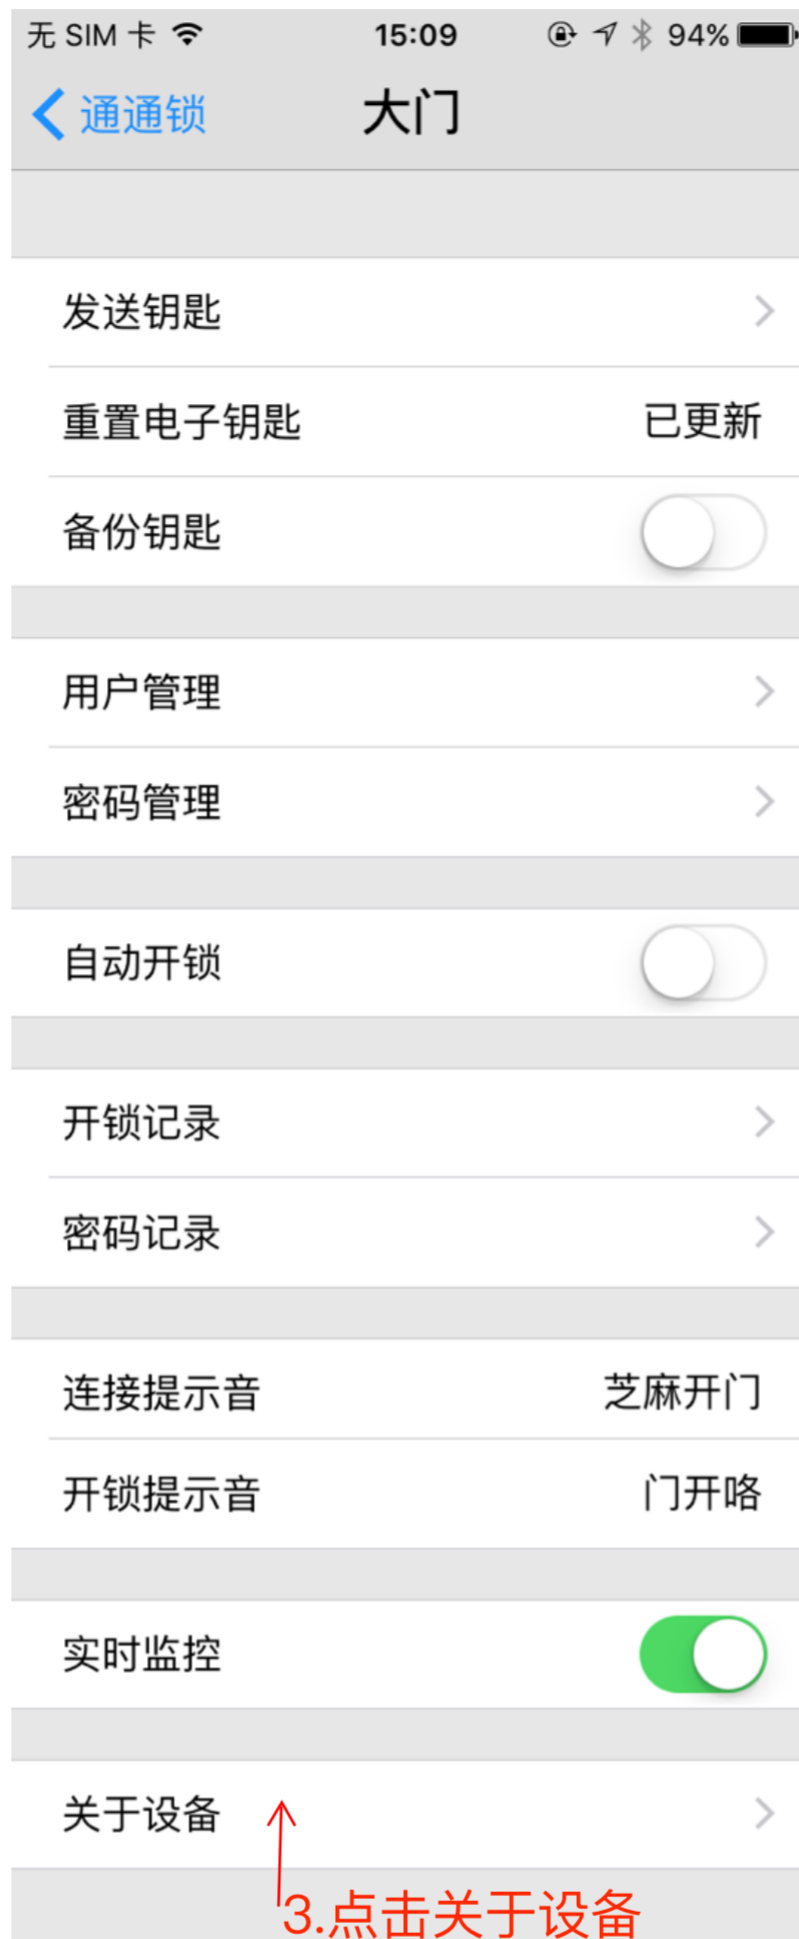 无 SIM 卡 15:09 94%
通通锁 大门
发送钥匙
重置电子钥匙 已更新
备份钥匙
用户管理
密码管理
自动开锁
开锁记录
密码记录
连接提示音 芝麻开门
开锁提示音 门开咯
实时监控
关于设备
3.点击关于设备